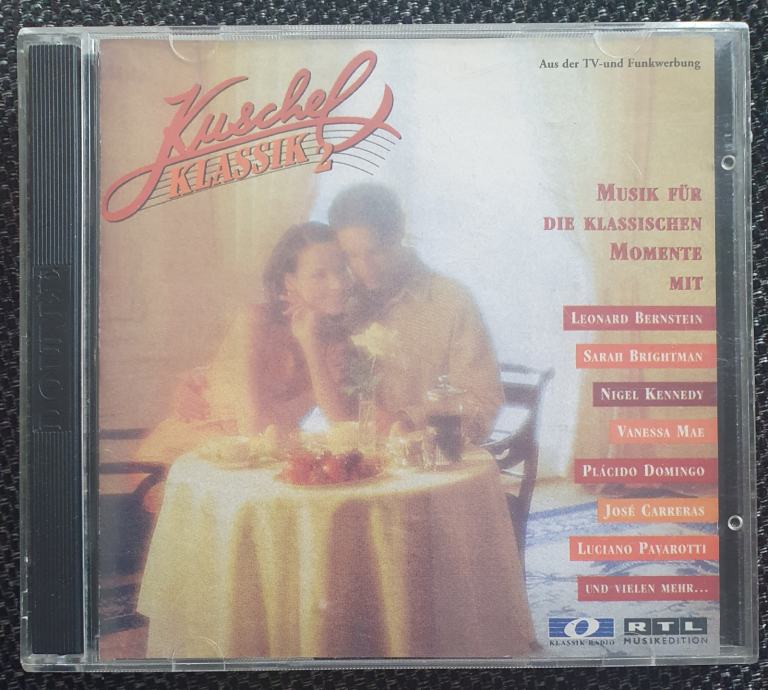 Aus der TV-und Funkwerbung
Kuschel
KLASSIK 2
MUSIK FÜR
DIE KLASSISCHEN
MOMENTE
MIT
LEONARD BERNSTEIN
SARAH BRIGHTMAN
NIGEL KENNEDY
VANESSA MAE
PLÁCIDO DOMINGO
JOSÉ CARRERAS
LUCIANO PAVAROTTI
UND VIELEN MEHR...
KLASSIK RADIO
RTL
MUSIKEDITION